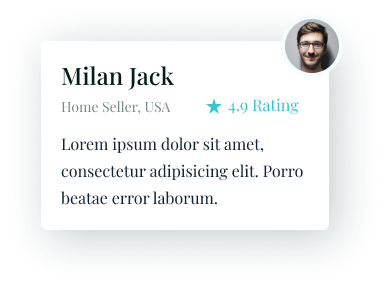 Milan Jack
Home Seller, USA
4.9 Rating
Lorem ipsum dolor sit amet,
consectetur adipisicing elit. Porro
beatae error laborum.